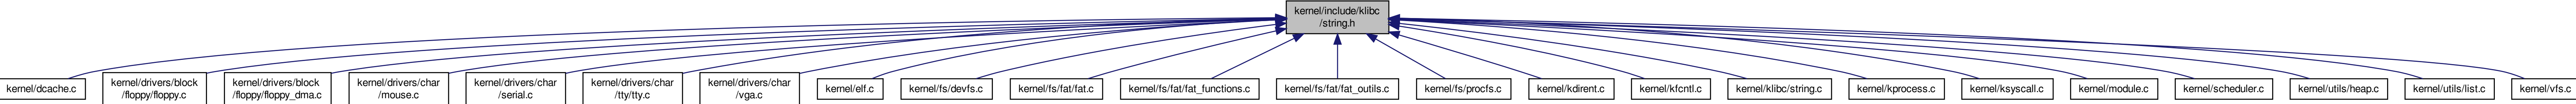 kernel/include/klibc
/string.h
kernel/dcache.c
kernel/drivers/block
/floppy/floppy.c
kernel/drivers/block
/floppy/floppy_dma.c
kernel/drivers/char
/mouse.c
kernel/drivers/char
/serial.c
kernel/drivers/char
/tty/tty.c
kernel/drivers/char
/vga.c
kernel/elf.c
kernel/fs/devfs.c
kernel/fs/fat/fat.c
kernel/fs/fat/fat_functions.c
kernel/fs/fat/fat_outils.c
kernel/fs/procfs.c
kernel/kdirent.c
kernel/kfcntl.c
kernel/klibc/string.c
kernel/kprocess.c
kernel/ksyscall.c
kernel/module.c
kernel/scheduler.c
kernel/utils/heap.c
kernel/utils/list.c
kernel/vfs.c